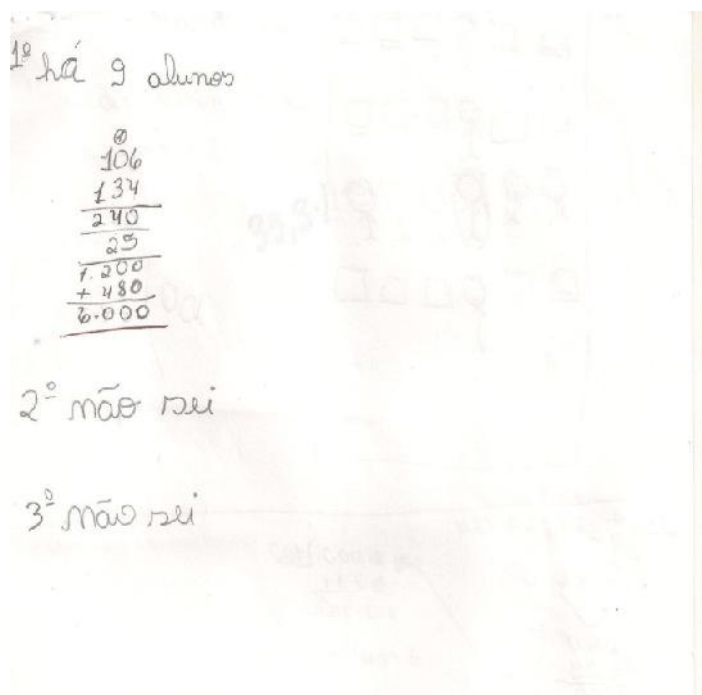 1º há 9 alunos
①
106
134
240
25
1.200
+ 480
6.000
2º não sei
3º não sei